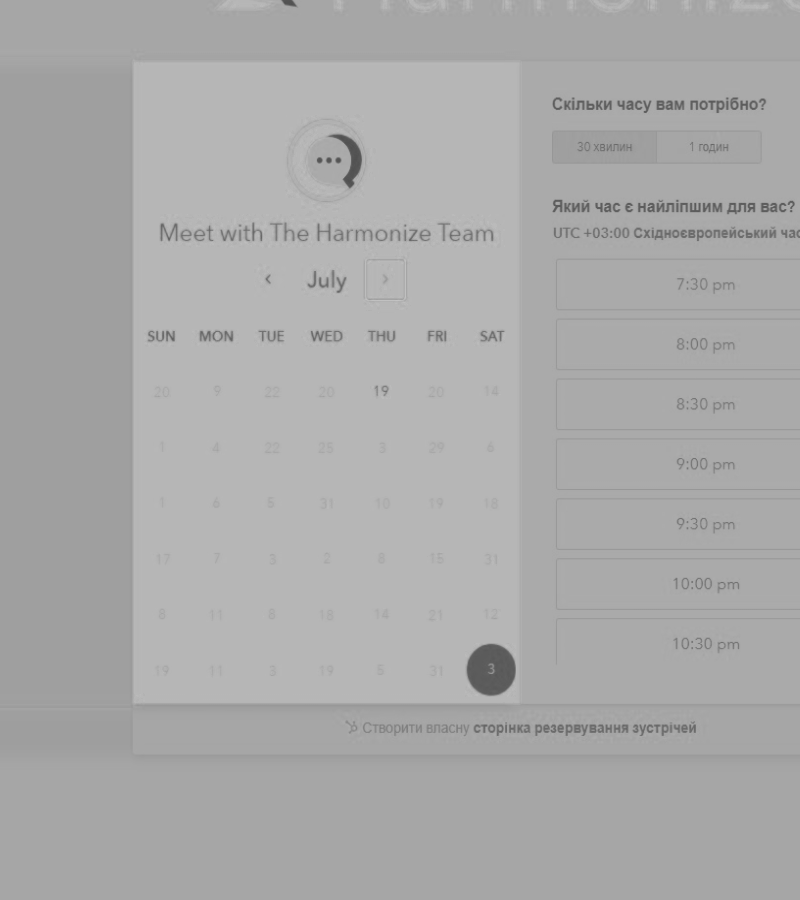 Harmonize
Meet with The Harmonize Team
‹ July ›
SUN MON TUE WED THU FRI SAT
20 9 22 20 19 20 14
1 4 22 25 3 29 6
1 6 5 31 10 19 18
17 7 3 2 8 15 31
8 11 8 18 14 21 12
19 11 3 19 5 31 3
Скільки часу вам потрібно?
30 хвилин 1 годин
Який час є найліпшим для вас?
UTC +03:00 Східноєвропейський час
7:30 pm
8:00 pm
8:30 pm
9:00 pm
9:30 pm
10:00 pm
10:30 pm
Створити власну сторінка резервування зустрічей